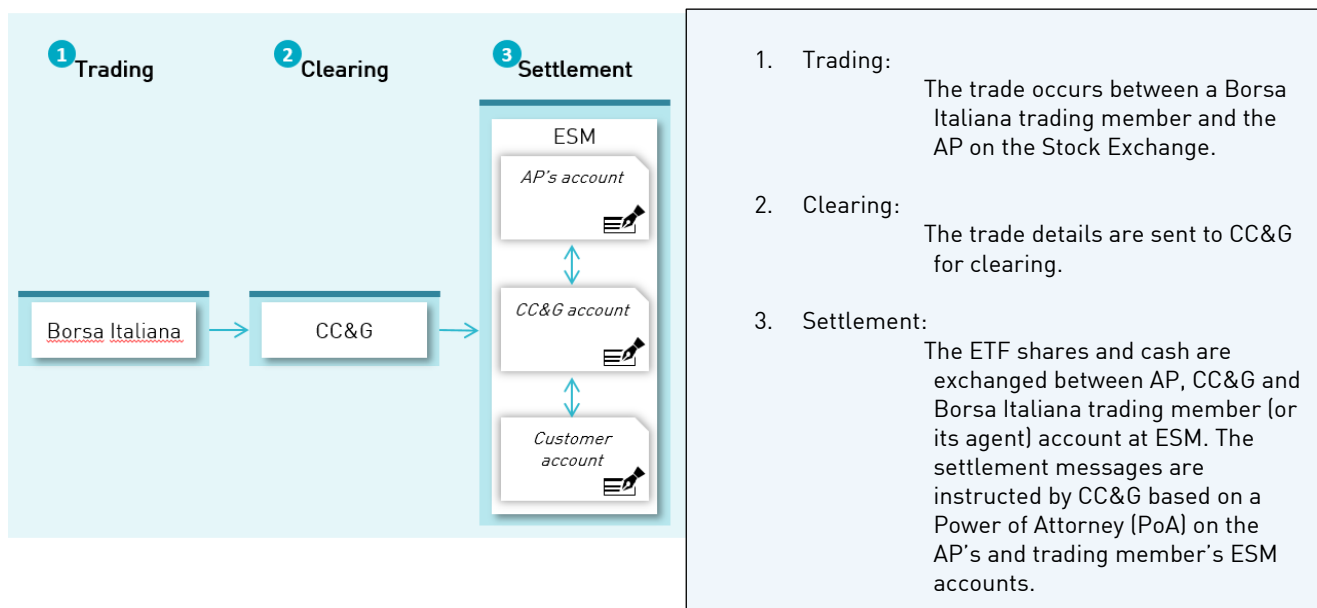 1 Trading
2 Clearing
3 Settlement
ESM
AP's account
Borsa Italiana
CC&G
CC&G account
Customer
account
1. Trading:
The trade occurs between a Borsa
Italiana trading member and the
AP on the Stock Exchange.
2. Clearing:
The trade details are sent to CC&G
for clearing.
3. Settlement:
The ETF shares and cash are
exchanged between AP, CC&G and
Borsa Italiana trading member (or
its agent) account at ESM. The
settlement messages are
instructed by CC&G based on a
Power of Attorney (PoA) on the
AP's and trading member's ESM
accounts.